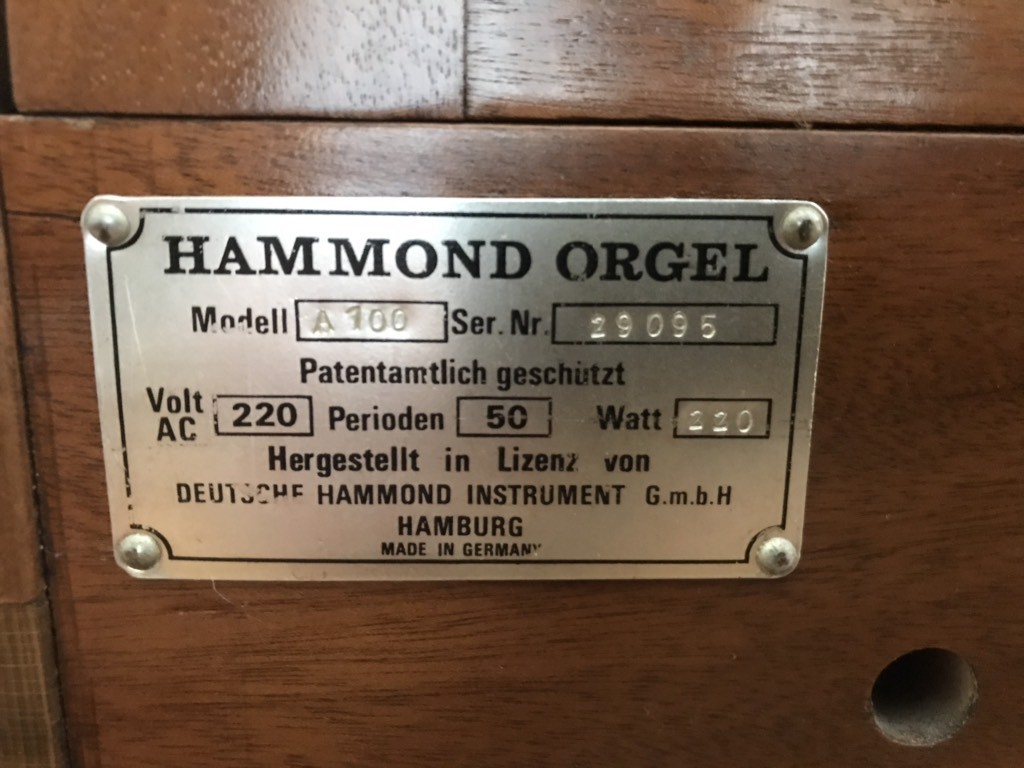 HAMMOND ORGEL
Modell A 100 Ser. Nr. 29095
Patentamtlich geschützt
Volt AC 220 Perioden 50 Watt 220
Hergestellt in Lizenz von
DEUTSCHE HAMMOND INSTRUMENT G.m.b.H
HAMBURG
MADE IN GERMANY